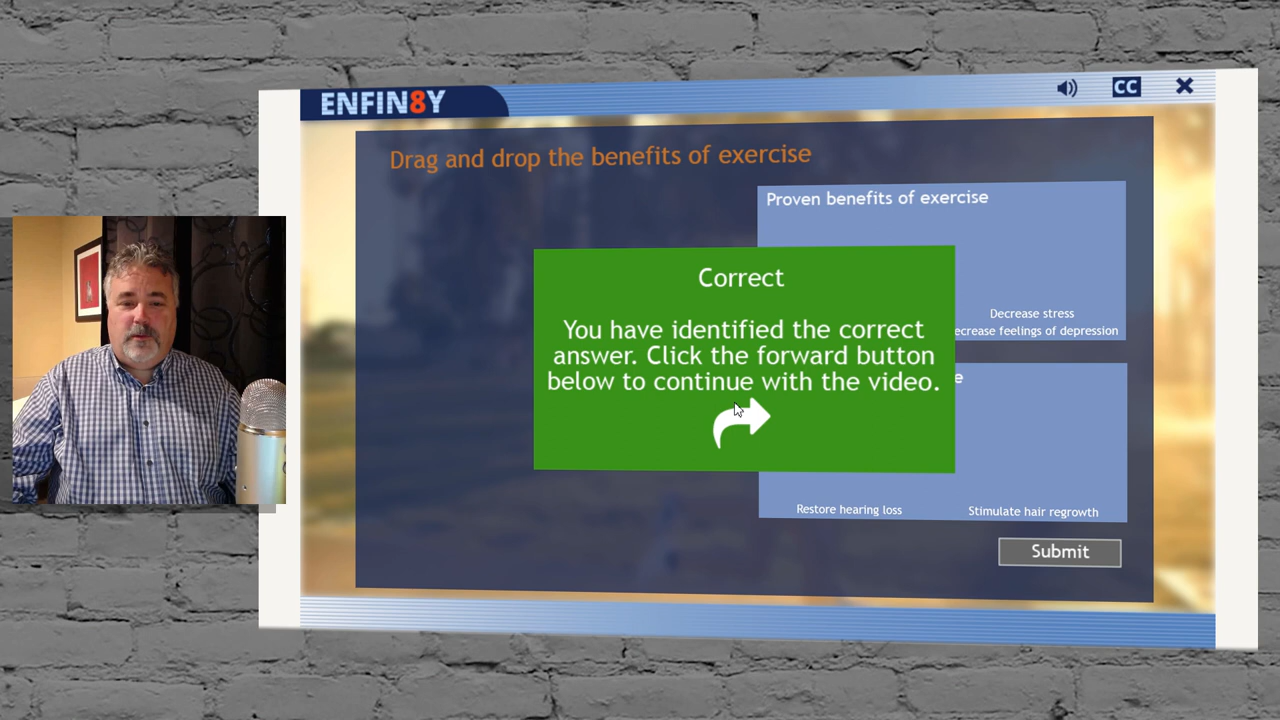 ENFIN8Y
CC
Drag and drop the benefits of exercise
Proven benefits of exercise
Correct
You have identified the correct
answer. Click the forward button
below to continue with the video.
Decrease stress
ecrease feelings of depression
e
Restore hearing loss
Stimulate hair regrowth
Submit